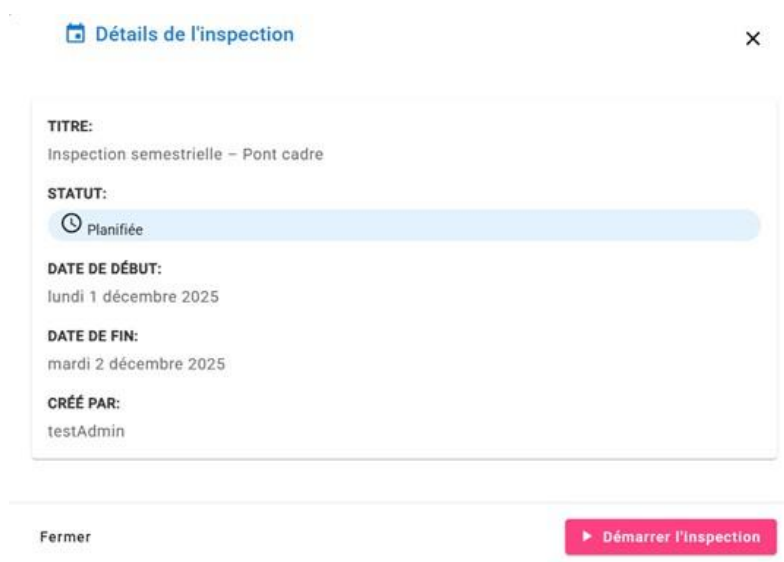 Détails de l'inspection
TITRE:
Inspection semestrielle – Pont cadre
STATUT:
Planifiée
DATE DE DÉBUT:
lundi 1 décembre 2025
DATE DE FIN:
mardi 2 décembre 2025
CRÉÉ PAR:
testAdmin
Fermer
Démarrer l'inspection